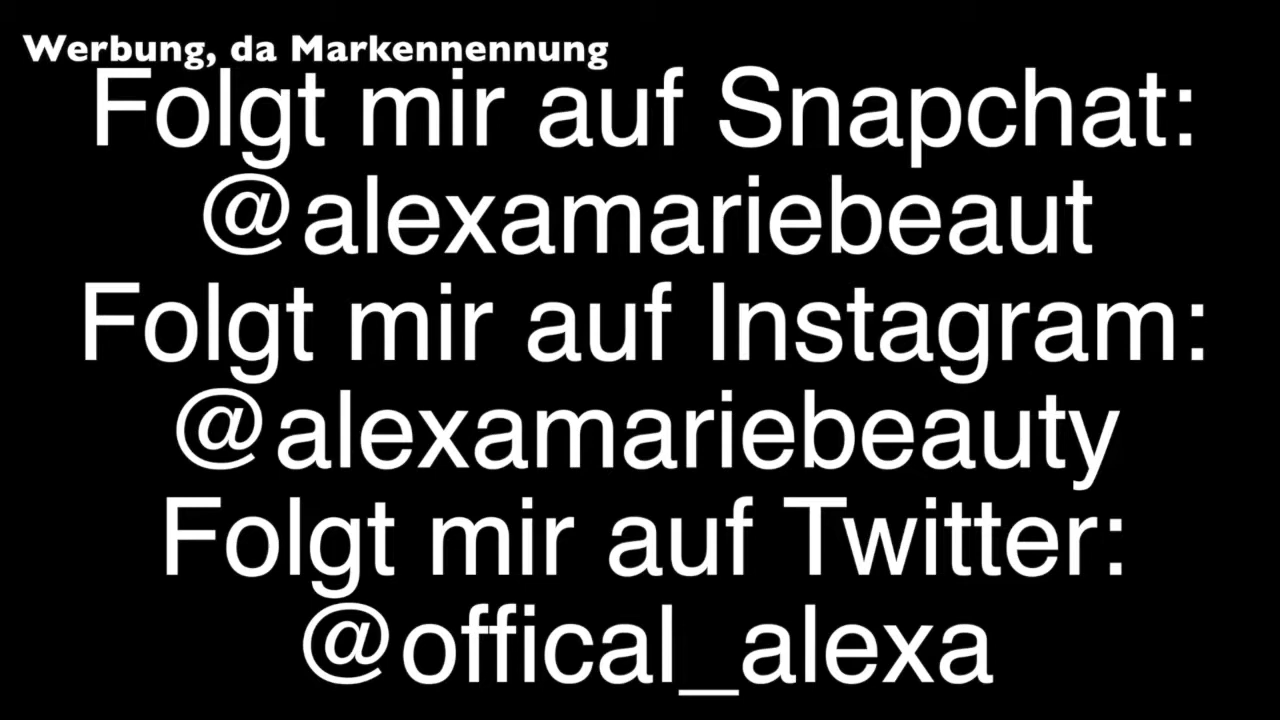 Werbung, da Markennennung
Folgt mir auf Snapchat:
@alexamariebeaut
Folgt mir auf Instagram:
@alexamariebeauty
Folgt mir auf Twitter:
@offical_alexa